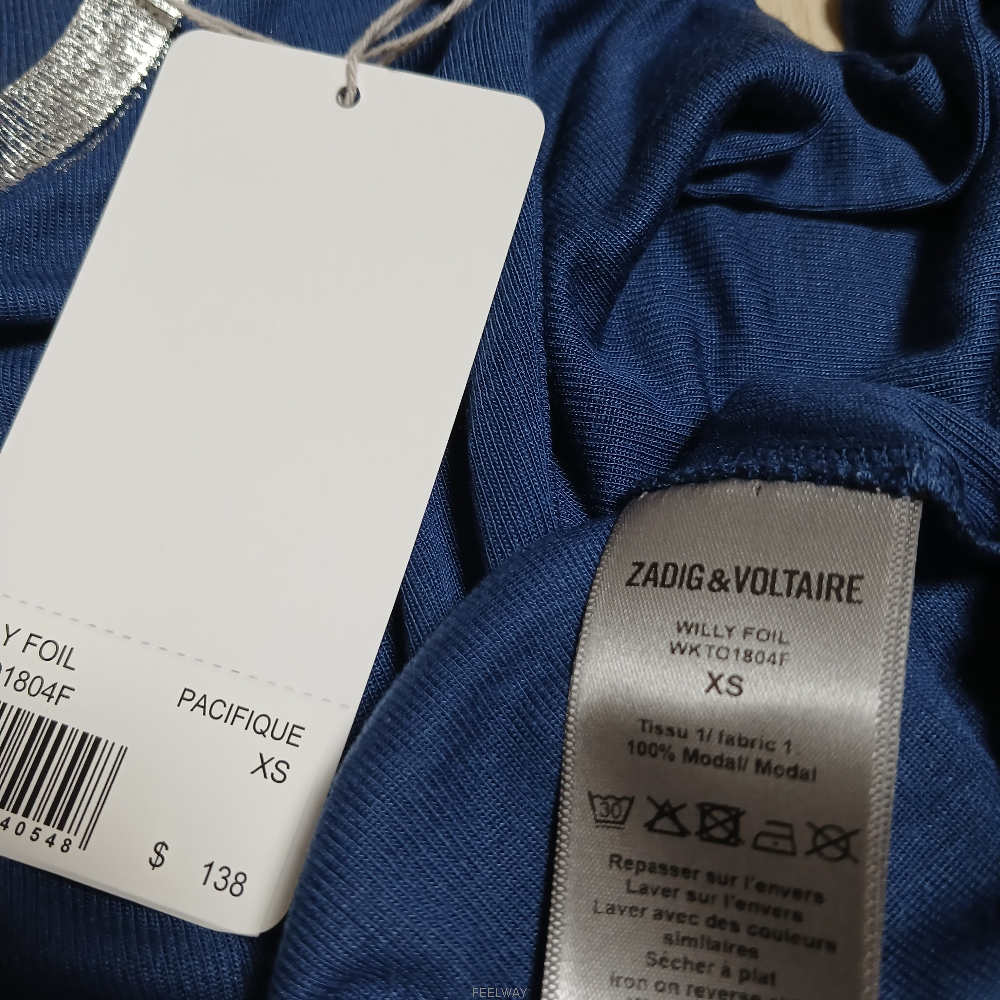 Y FOIL
01804F
PACIFIQUE
XS
40548
$ 138
ZADIG&VOLTAIRE
WILLY FOIL
WKTO1804F
XS
Tissu 1/ fabric 1
100% Modal/ Modal
30
Repasser sur l'envers
Laver sur l'envers
Laver avec des couleurs
similaires
Sécher à plat
iron on reverse
FEELWAY